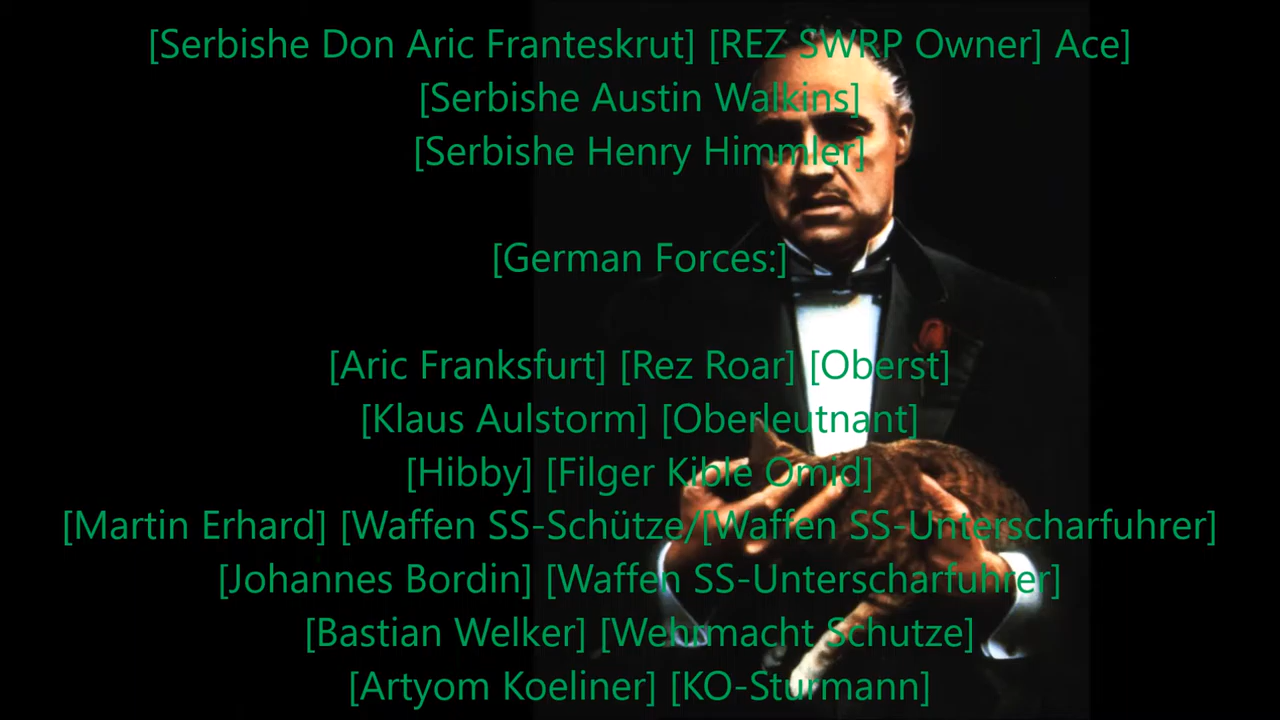 [Serbishe Don Aric Franteskrut] [REZ SWRP Owner] Ace]
[Serbishe Austin Walkins]
[Serbishe Henry Himmler]
[German Forces:]
[Aric Franksfurt] [Rez Roar] [Oberst]
[Klaus Aulstorm] [Oberleutnant]
[Hibby] [Filger Kible Omid]
[Martin Erhard] [Waffen SS-Schütze/[Waffen SS-Unterscharfuhrer]
[Johannes Bordin] [Waffen SS-Unterscharfuhrer]
[Bastian Welker] [Wehrmacht Schutze]
[Artyom Koeliner] [KO-Sturmann]